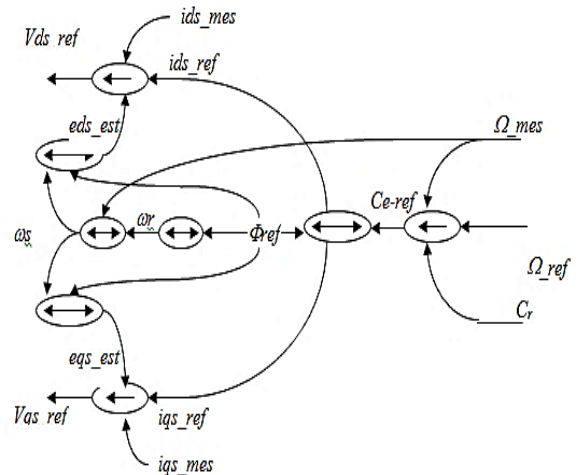 ids_mes
Vds_ref
ids_ref
eds_est
Ω_mes
Ce-ref
ωs
ωr
Φref
Ω_ref
Cr
eqs_est
Vqs_ref
iqs_ref
iqs_mes